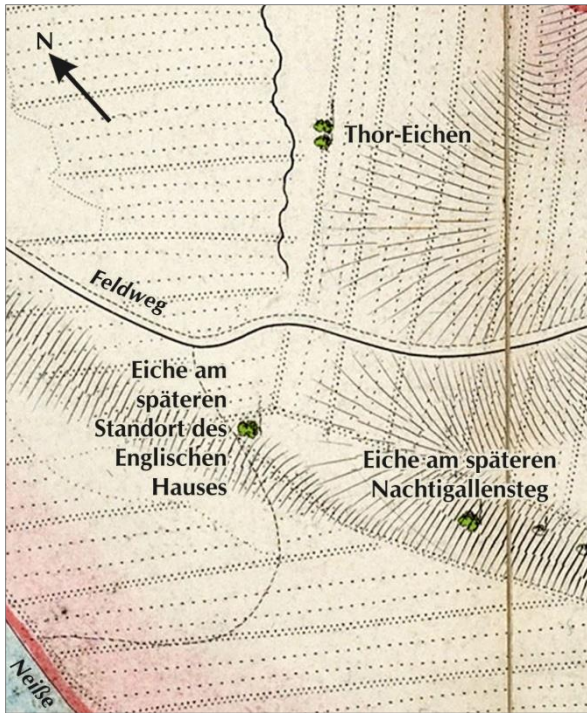 N
Thor-Eichen
Feldweg
Eiche am
späteren
Standort des
Englischen
Hauses
Eiche am späteren
Nachtigallensteg
Neiße